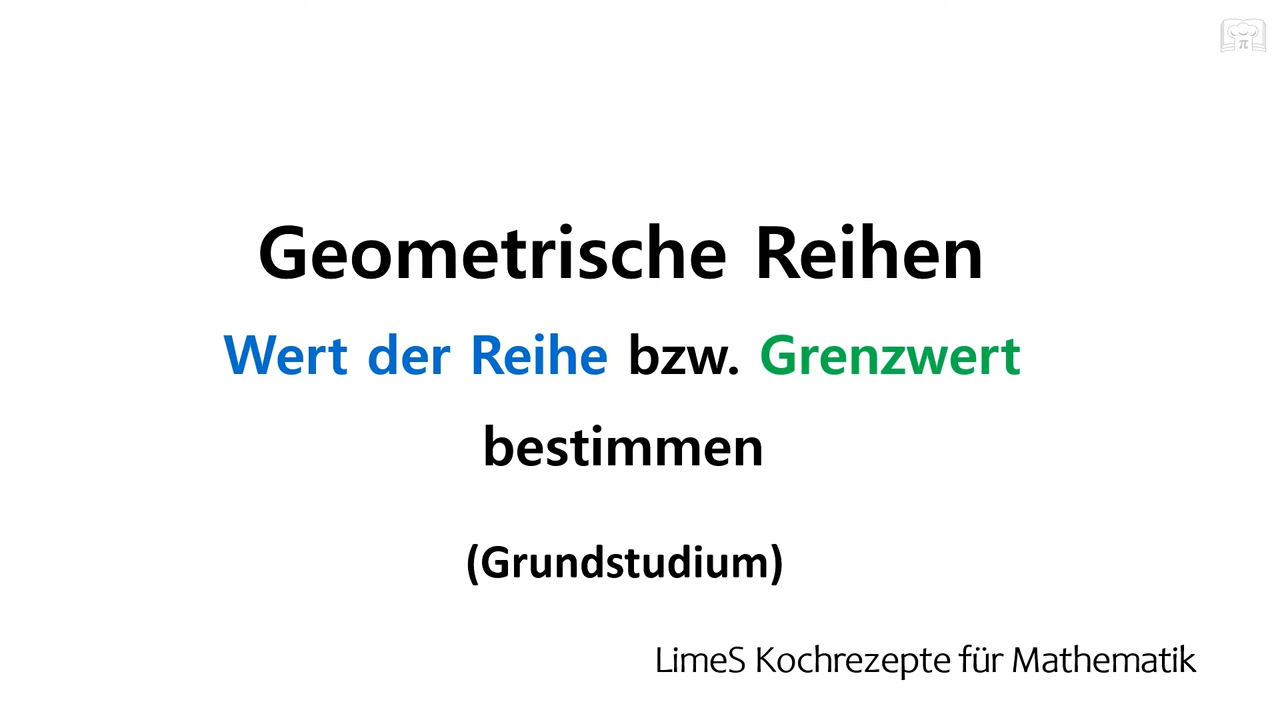 Geometrische Reihen
Wert der Reihe bzw. Grenzwert
bestimmen
(Grundstudium)
LimeS Kochrezepte für Mathematik
π